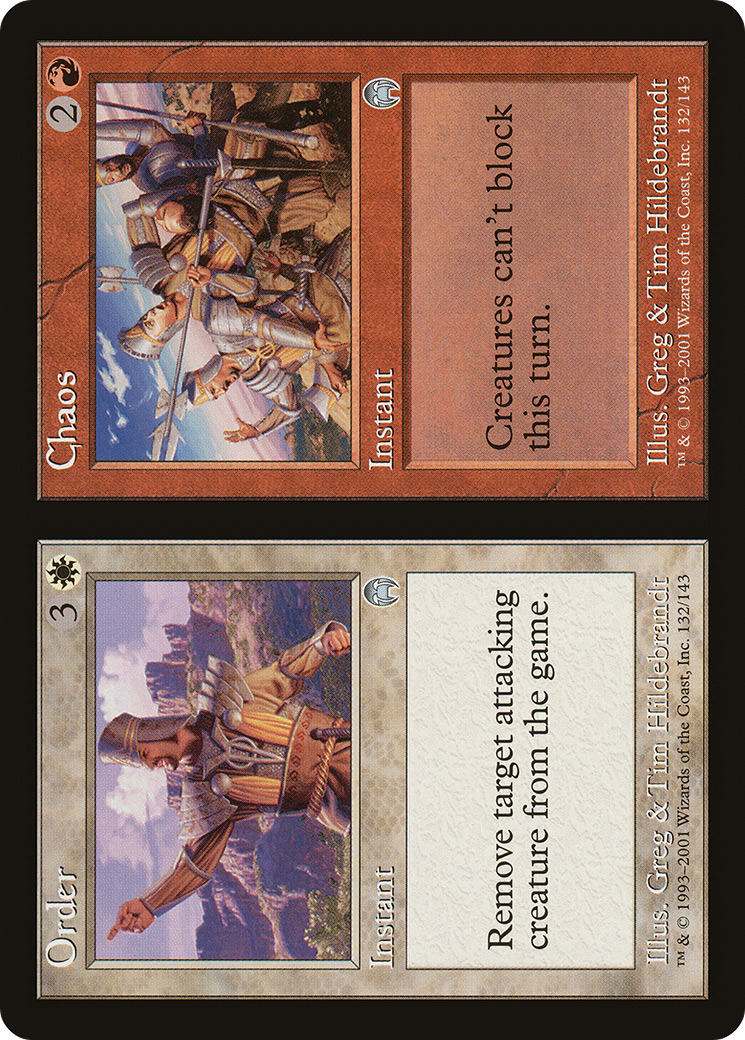 Order 3
Instant
Remove target attacking
creature from the game.
Illus. Greg & Tim Hildebrandt
™ & © 1993–2001 Wizards of the Coast, Inc. 132/143
Chaos 2
Instant
Creatures can't block
this turn.
Illus. Greg & Tim Hildebrandt
™ & © 1993–2001 Wizards of the Coast, Inc. 132/143